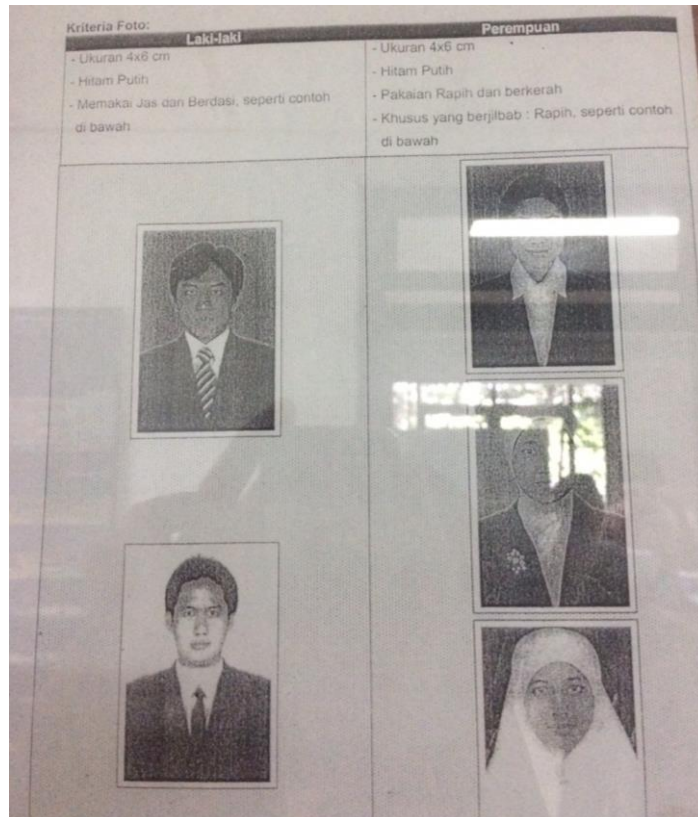 Kriteria Foto:
Laki-laki
- Ukuran 4x6 cm
- Hitam Putih
- Memakai Jas dan Berdasi, seperti contoh
di bawah
Perempuan
- Ukuran 4x6 cm
- Hitam Putih
- Pakaian Rapih dan berkerah
- Khusus yang berjilbab : Rapih, seperti contoh
di bawah